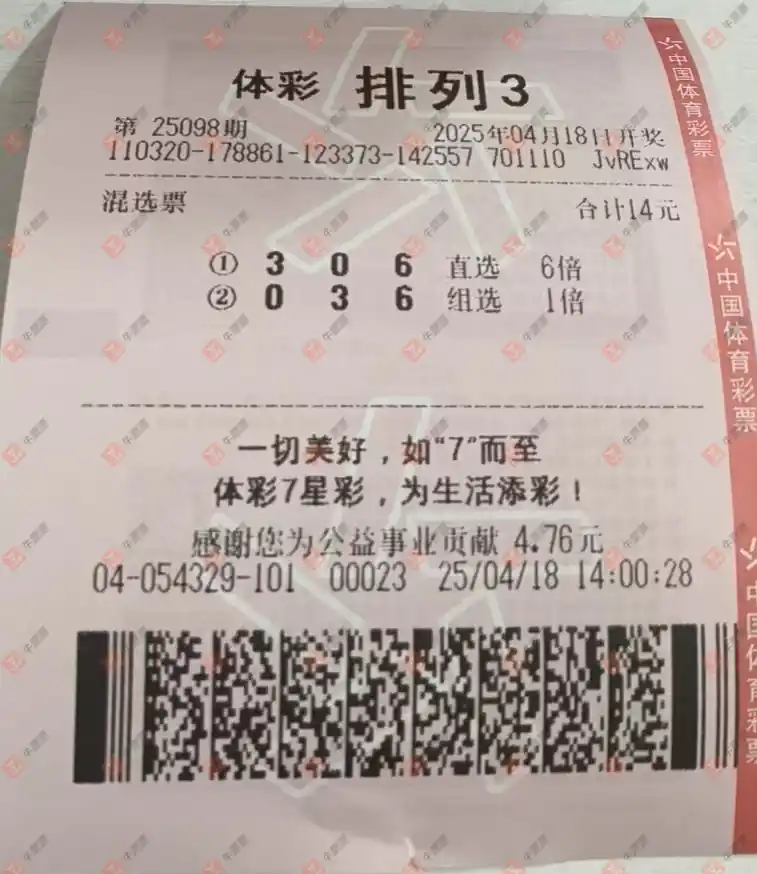 体彩 排列3
第 25098期 2025年04月18日开奖
110320-178861-123373-142557 701110 JvRExw
混选票 合计14元
① 3 0 6 直选 6倍
② 0 3 6 组选 1倍
一切美好，如“7”而至
体彩7星彩，为生活添彩！
感谢您为公益事业贡献 4.76元
04-054329-101 00023 25/04/18 14:00:28
中国体育彩票
中国体育彩票
中国体育彩票